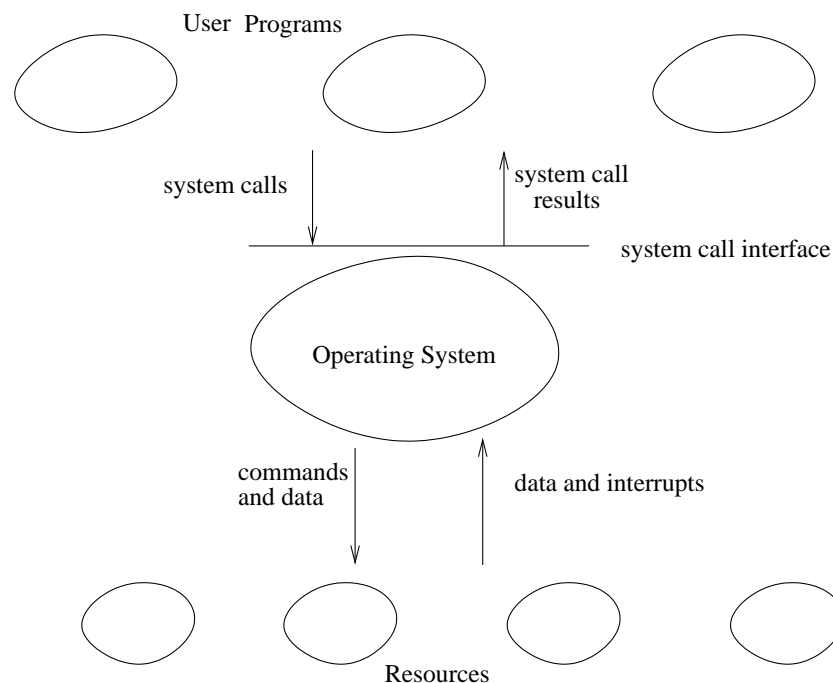 User Programs
system calls
system call
results
system call interface
Operating System
commands
and data
data and interrupts
Resources